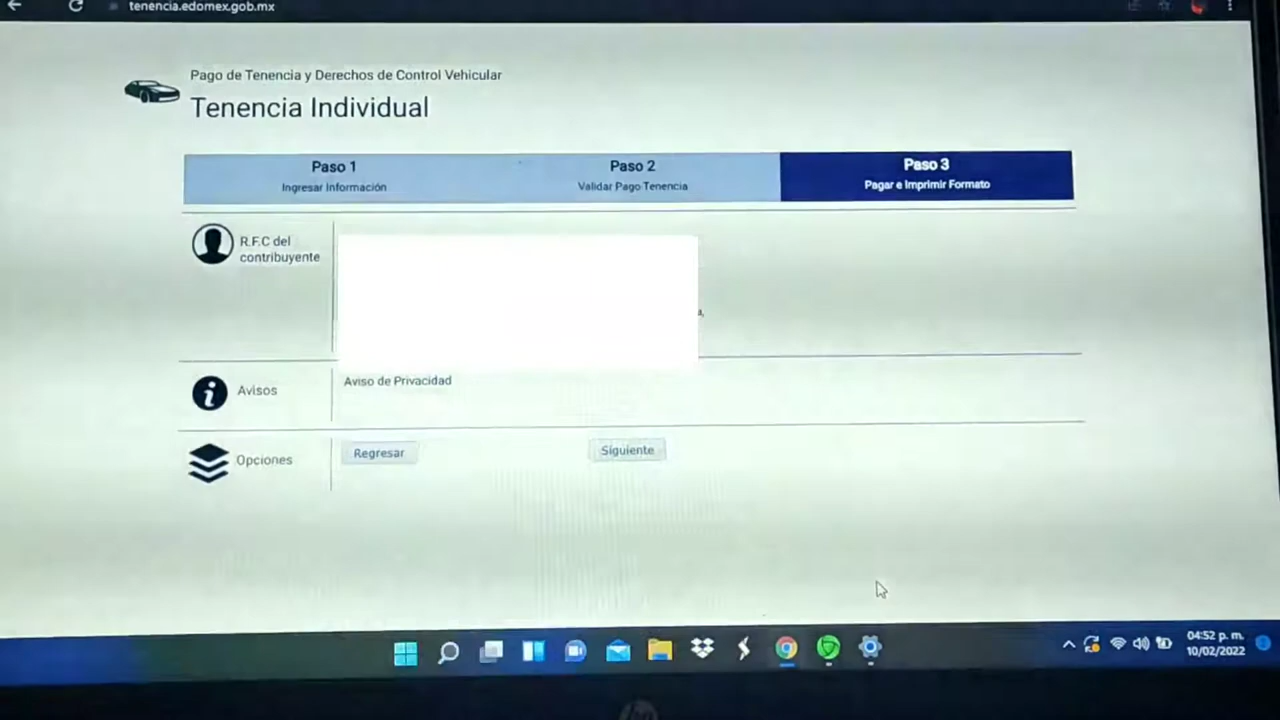 tenencia.edomex.gob.mx
Pago de Tenencia y Derechos de Control Vehicular
Tenencia Individual
Paso 1
Ingresar Información
Paso 2
Validar Pago Tenencia
Paso 3
Pagar e Imprimir Formato
R.F.C del
contribuyente
Avisos
Aviso de Privacidad
Opciones
Regresar
Siguiente
04:52 p. m.
10/02/2022
hp